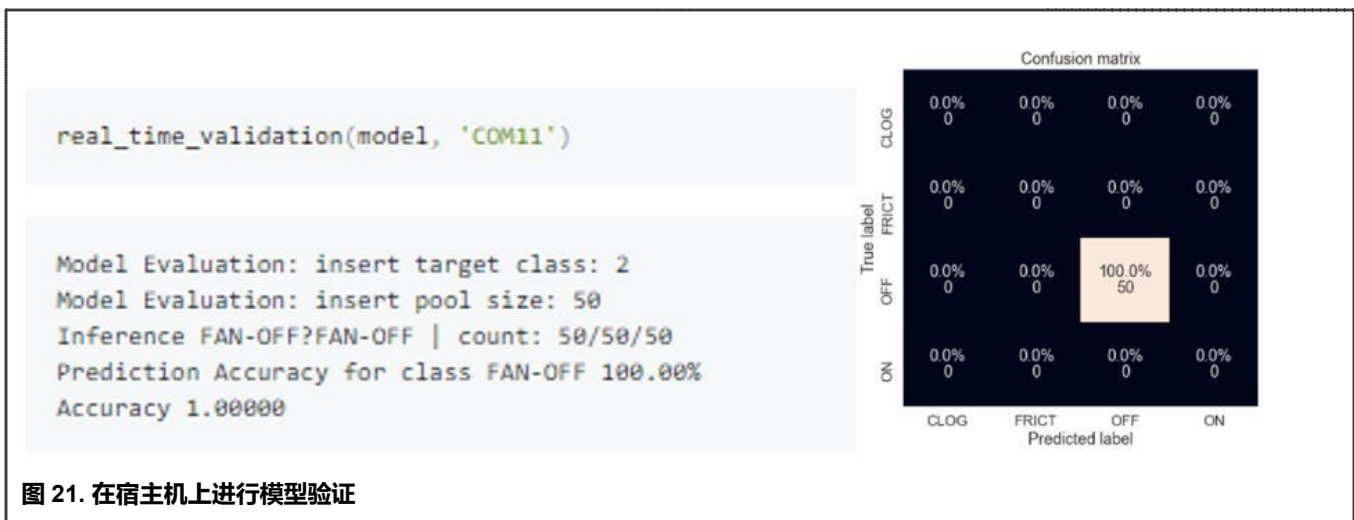 real_time_validation(model, 'COM11')
Model Evaluation: insert target class: 2
Model Evaluation: insert pool size: 50
Inference FAN-OFF?FAN-OFF | count: 50/50/50
Prediction Accuracy for class FAN-OFF 100.00%
Accuracy 1.00000
Confusion matrix
True label
CLOG
0.0% 0.0% 0.0% 0.0%
0 0 0 0
FRICT
0.0% 0.0% 0.0% 0.0%
0 0 0 0
OFF
0.0% 0.0% 100.0% 0.0%
0 0 50 0
ON
0.0% 0.0% 0.0% 0.0%
0 0 0 0
CLOG FRICT OFF ON
Predicted label
图 21. 在宿主机上进行模型验证